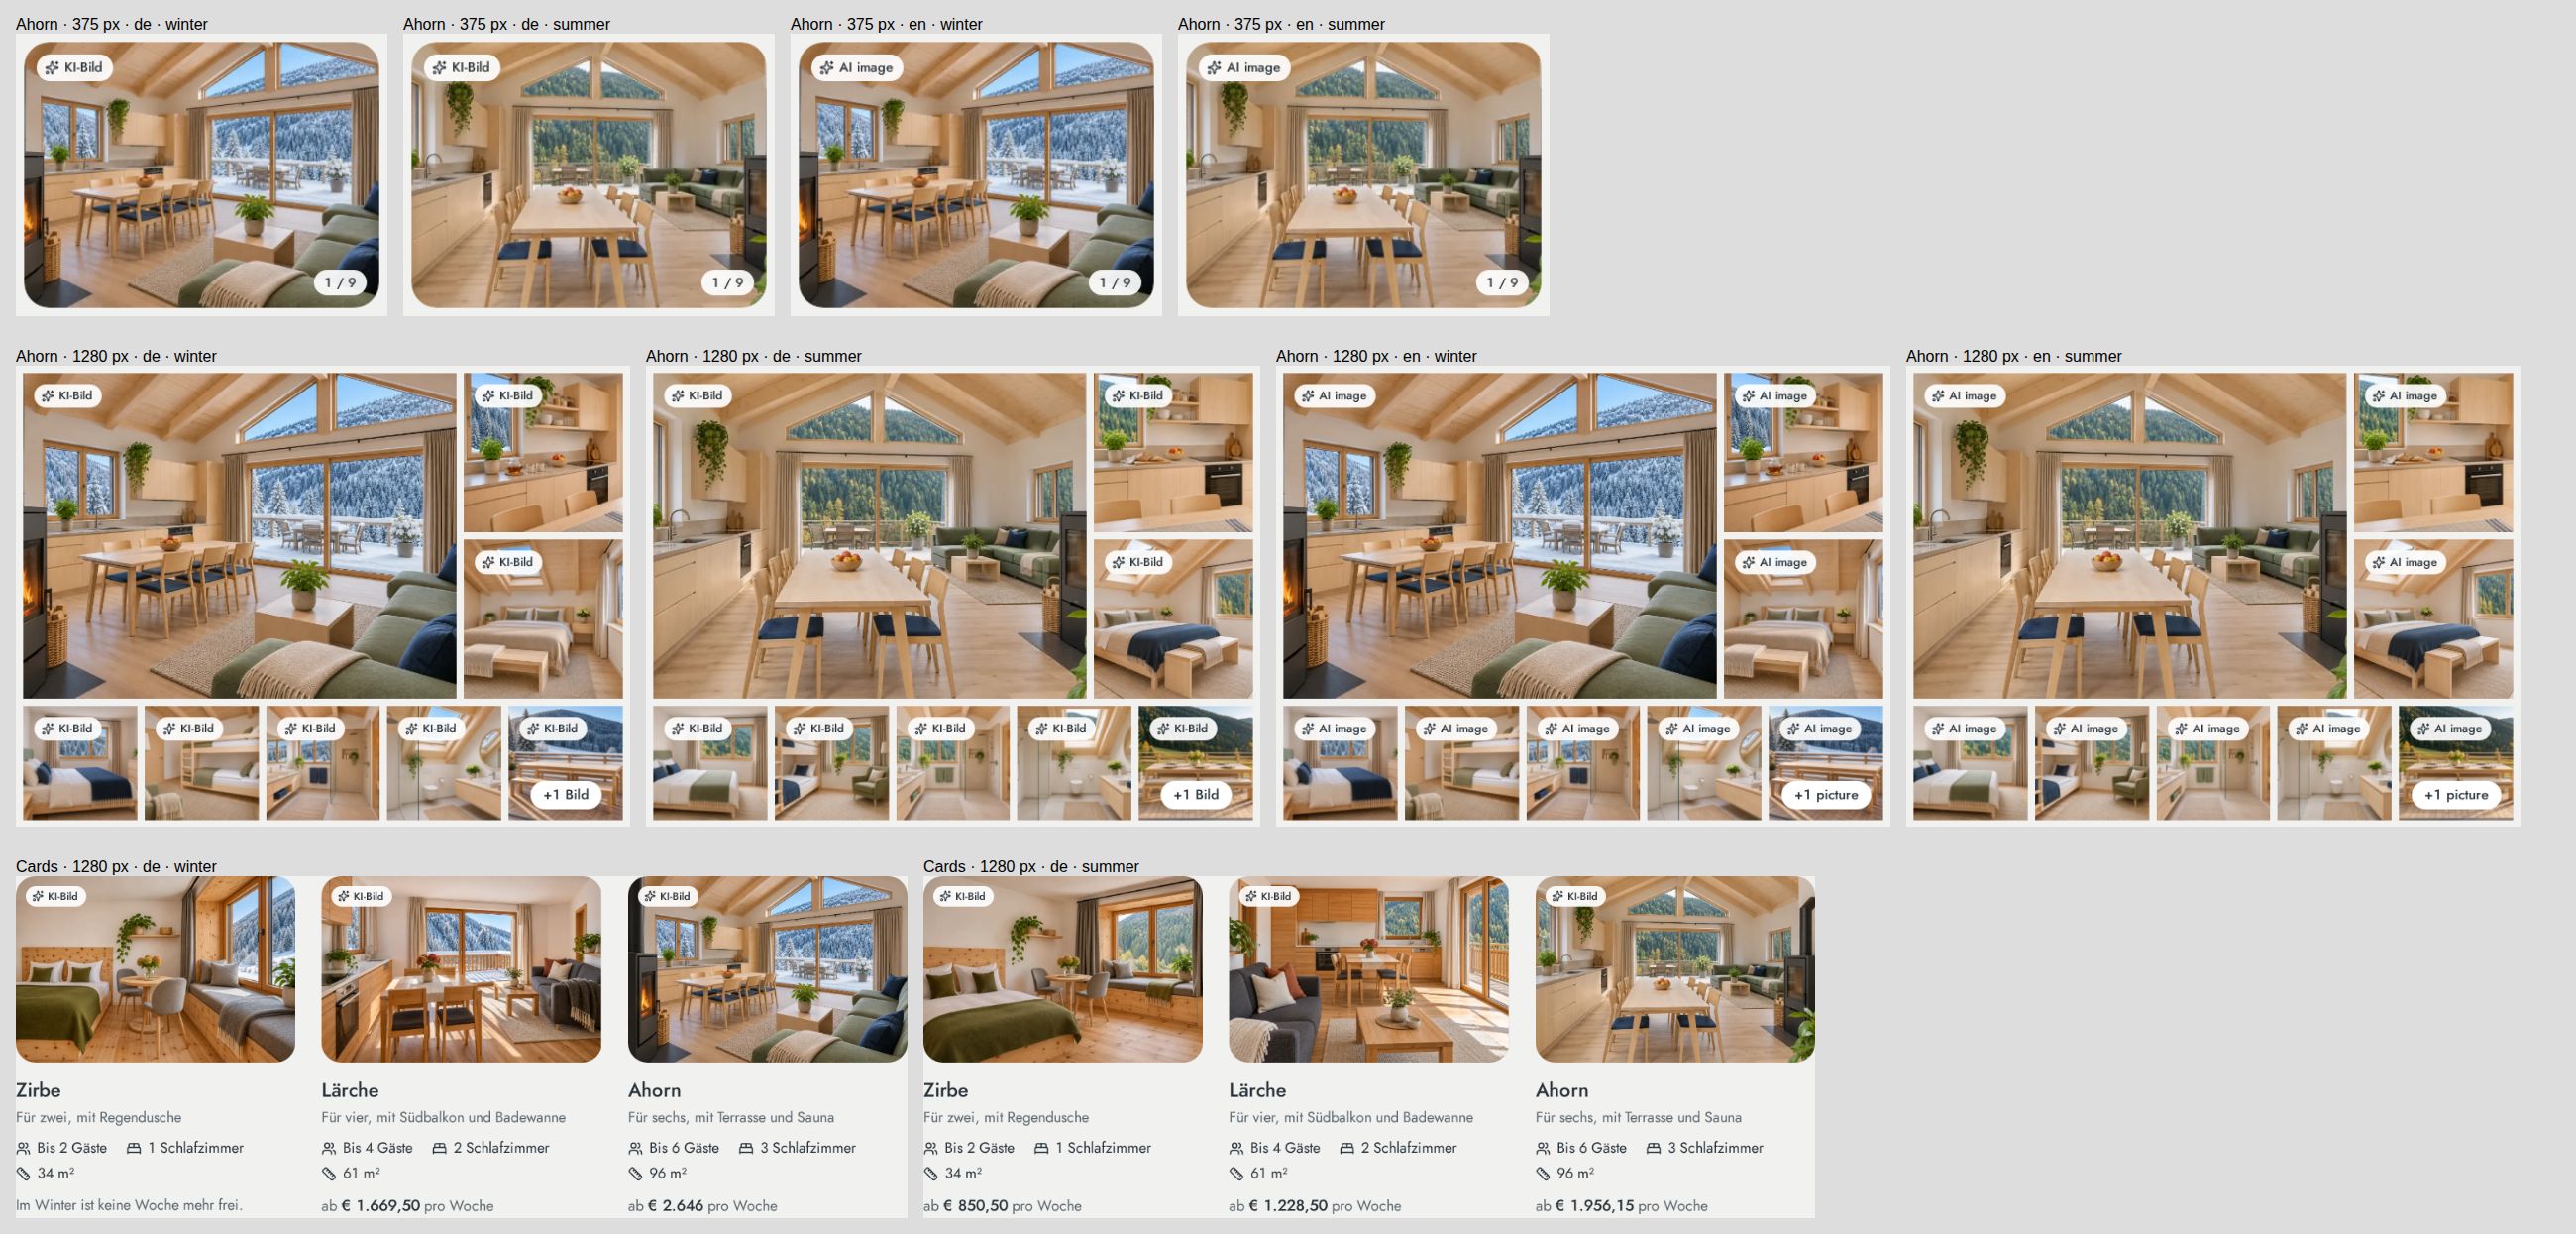 Ahorn · 375 px · de · winter
Ahorn · 375 px · de · summer
Ahorn · 375 px · en · winter
Ahorn · 375 px · en · summer
KI-Bild
KI-Bild
AI image
AI image
1 / 9
1 / 9
1 / 9
1 / 9
Ahorn · 1280 px · de · winter
Ahorn · 1280 px · de · summer
Ahorn · 1280 px · en · winter
Ahorn · 1280 px · en · summer
KI-Bild
KI-Bild
KI-Bild
KI-Bild
AI image
AI image
AI image
AI image
KI-Bild
KI-Bild
AI image
AI image
KI-Bild
KI-Bild
KI-Bild
KI-Bild
KI-Bild
KI-Bild
KI-Bild
KI-Bild
KI-Bild
KI-Bild
AI image
AI image
AI image
AI image
AI image
AI image
AI image
AI image
AI image
AI image
+1 Bild
+1 Bild
+1 picture
+1 picture
Cards · 1280 px · de · winter
Cards · 1280 px · de · summer
KI-Bild
KI-Bild
KI-Bild
KI-Bild
KI-Bild
KI-Bild
Zirbe
Für zwei, mit Regendusche
Bis 2 Gäste
1 Schlafzimmer
34 m²
Im Winter ist keine Woche mehr frei.
Lärche
Für vier, mit Südbalkon und Badewanne
Bis 4 Gäste
2 Schlafzimmer
61 m²
ab € 1.669,50 pro Woche
Ahorn
Für sechs, mit Terrasse und Sauna
Bis 6 Gäste
3 Schlafzimmer
96 m²
ab € 2.646 pro Woche
Zirbe
Für zwei, mit Regendusche
Bis 2 Gäste
1 Schlafzimmer
34 m²
ab € 850,50 pro Woche
Lärche
Für vier, mit Südbalkon und Badewanne
Bis 4 Gäste
2 Schlafzimmer
61 m²
ab € 1.228,50 pro Woche
Ahorn
Für sechs, mit Terrasse und Sauna
Bis 6 Gäste
3 Schlafzimmer
96 m²
ab € 1.956,15 pro Woche